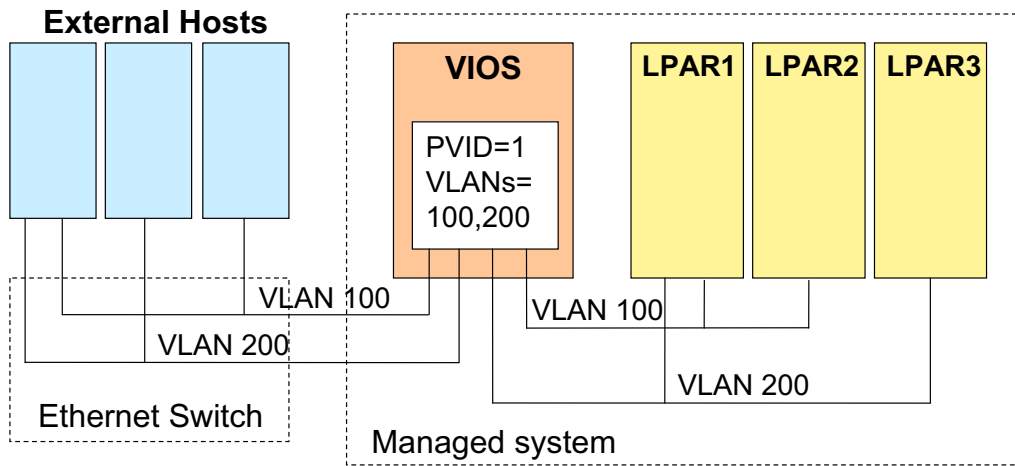 External Hosts
VIOS
LPAR1
LPAR2
LPAR3
PVID=1
VLANs=
100,200
VLAN 100
VLAN 200
VLAN 100
VLAN 200
Ethernet Switch
Managed system